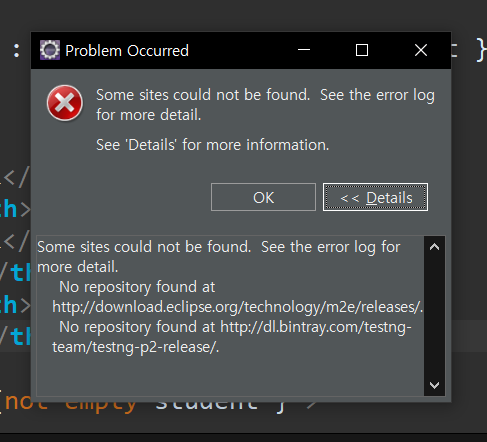 : t }
Problem Occurred
Some sites could not be found.  See the error log
for more detail.
See 'Details' for more information.
OK
<< Details
</
th>
</
/th
th>
/th
Some sites could not be found.  See the error log for
more detail.
No repository found at
http://download.eclipse.org/technology/m2e/releases/.
No repository found at http://dl.bintray.com/testng-
team/testng-p2-release/.
not empty student } >